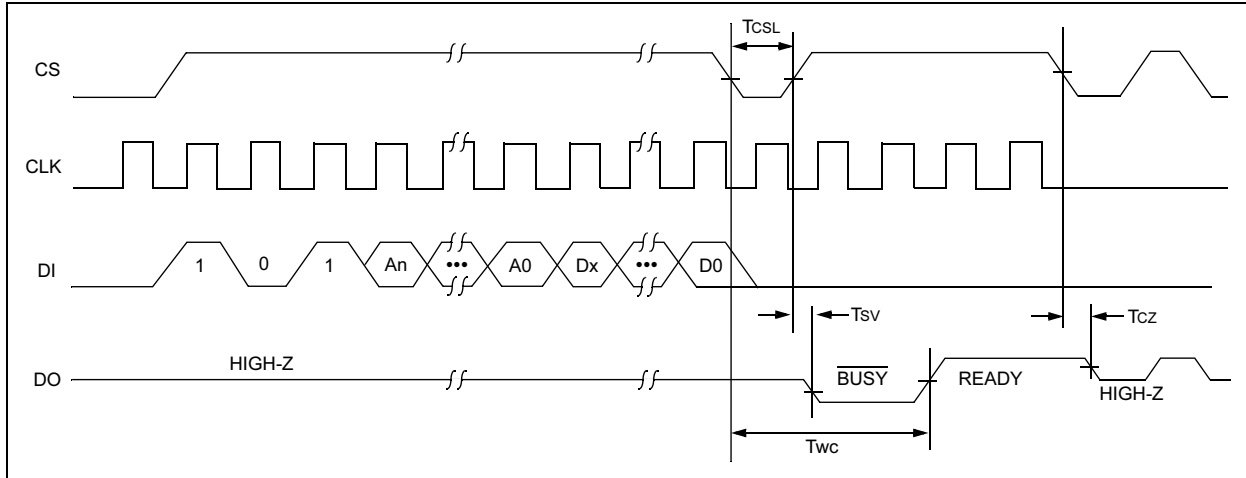 TCSL
CS
CLK
DI
1 0 1 An ••• A0 Dx ••• D0
TSV
TCZ
DO
HIGH-Z
BUSY
READY
HIGH-Z
TWC